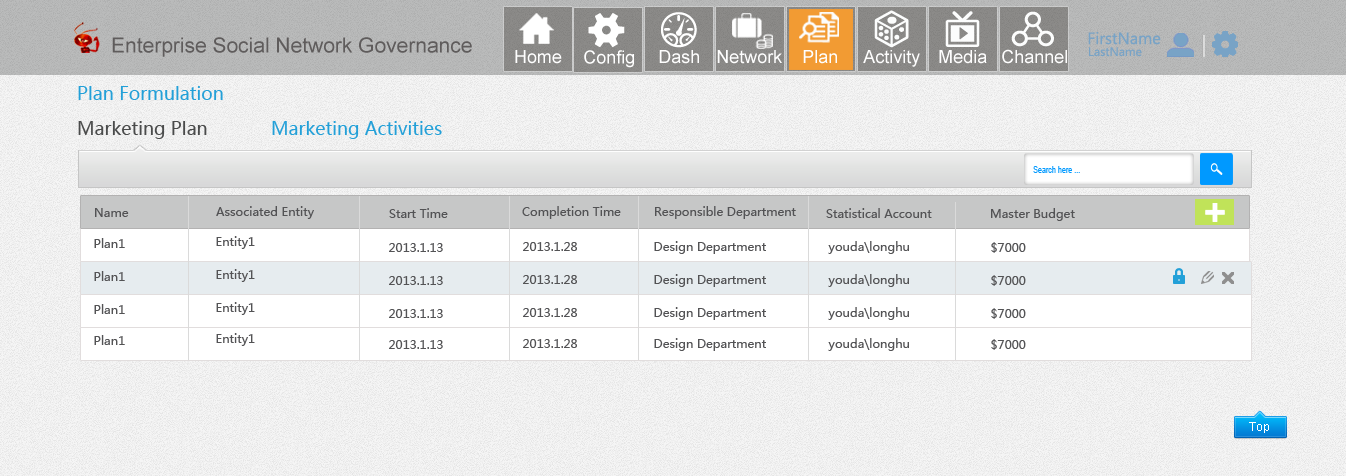 Enterprise Social Network Governance
Home Config Dash Network Plan Activity Media Channel
FirstName
LastName
Plan Formulation
Marketing Plan Marketing Activities
Search here ...
Name Associated Entity Start Time Completion Time Responsible Department Statistical Account Master Budget
Plan1 Entity1 2013.1.13 2013.1.28 Design Department youda\longhu $7000
Plan1 Entity1 2013.1.13 2013.1.28 Design Department youda\longhu $7000
Plan1 Entity1 2013.1.13 2013.1.28 Design Department youda\longhu $7000
Plan1 Entity1 2013.1.13 2013.1.28 Design Department youda\longhu $7000
Top